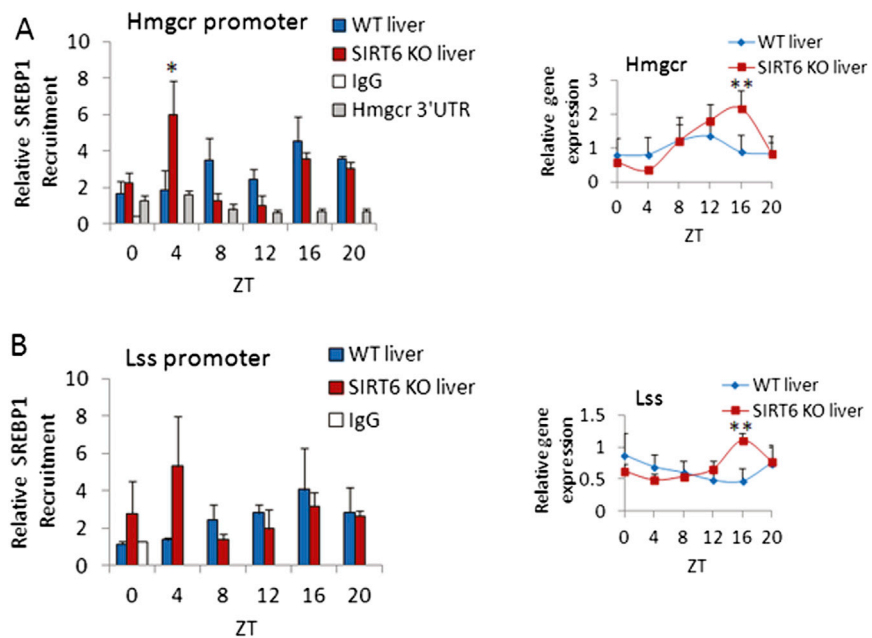 A
Hmgcr promoter
WT liver
SIRT6 KO liver
IgG
Hmgcr 3'UTR
Relative SREBP1
Recruitment
10
8
6
4
2
0
*
0 4 8 12 16 20
ZT
Hmgcr
WT liver
SIRT6 KO liver
Relative gene
expression
3
2
1
0
**
0 4 8 12 16 20
ZT
B
Lss promoter
WT liver
SIRT6 KO liver
IgG
Relative SREBP1
Recruitment
10
8
6
4
2
0
0 4 8 12 16 20
ZT
Lss
WT liver
SIRT6 KO liver
Relative gene
expression
1.5
1
0.5
0
**
0 4 8 12 16 20
ZT